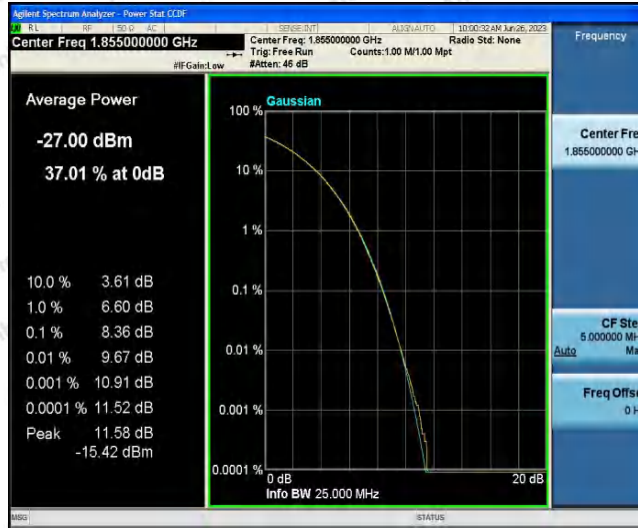 Agilent Spectrum Analyzer - Power Stat CCDF
RL RF 50 Ω AC SENSE:INT ALIGN AUTO 10:00:32 AM Jun 26, 2023
Center Freq 1.855000000 GHz
Center Freq: 1.855000000 GHz Radio Std: None
Trig: Free Run Counts:1.00 M/1.00 Mpt
#IFGain:Low #Atten: 46 dB
Frequency
Average Power
-27.00 dBm
37.01 % at 0dB
10.0 % 3.61 dB
1.0 % 6.60 dB
0.1 % 8.36 dB
0.01 % 9.67 dB
0.001 % 10.91 dB
0.0001 % 11.52 dB
Peak 11.58 dB
-15.42 dBm
Gaussian
100 %
10 %
1 %
0.1 %
0.01 %
0.001 %
0.0001 %
0 dB 20 dB
Info BW 25.000 MHz
Center Fre
1.855000000 GH
CF Ste
5.000000 MH
Auto Ma
Freq Offse
0 H
MSG STATUS